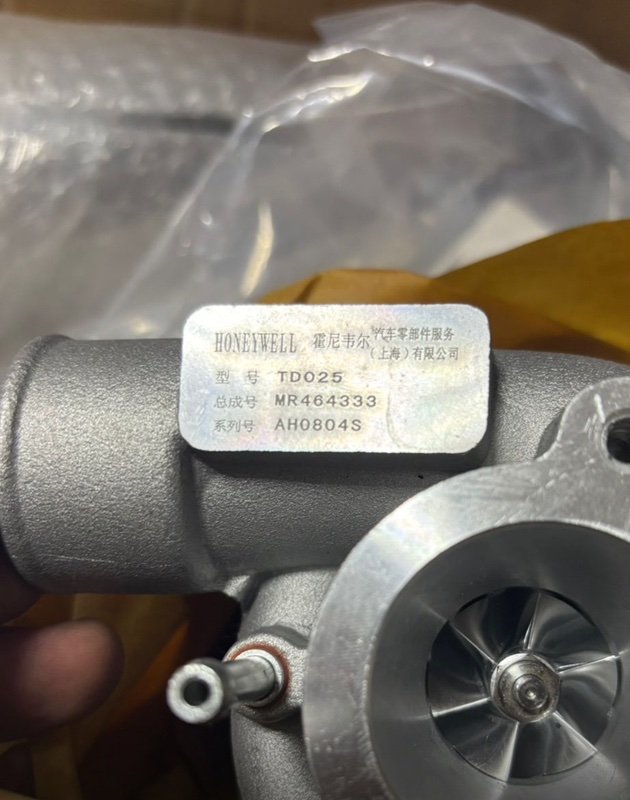 HONEYWELL 霍尼韦尔 汽车零部件服务
（上海）有限公司
型 号 TD025
总成号 MR464333
系列号 AH0804S